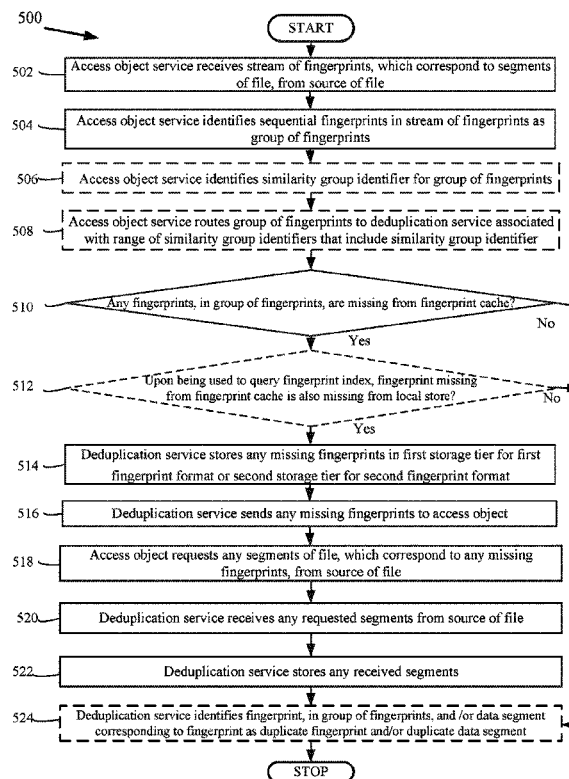 500
START
502
Access object service receives stream of fingerprints, which correspond to segments
of file, from source of file
504
Access object service identifies sequential fingerprints in stream of fingerprints as
group of fingerprints
506
Access object service identifies similarity group identifier for group of fingerprints
508
Access object service routes group of fingerprints to deduplication service associated
with range of similarity group identifiers that include similarity group identifier
510
Any fingerprints, in group of fingerprints, are missing from fingerprint cache?
No
Yes
512
Upon being used to query fingerprint index, fingerprint missing
from fingerprint cache is also missing from local store?
No
Yes
514
Deduplication service stores any missing fingerprints in first storage tier for first
fingerprint format or second storage tier for second fingerprint format
516
Deduplication service sends any missing fingerprints to access object
518
Access object requests any segments of file, which correspond to any missing
fingerprints, from source of file
520
Deduplication service receives any requested segments from source of file
522
Deduplication service stores any received segments
524
Deduplication service identifies fingerprint, in group of fingerprints, and /or data segment
corresponding to fingerprint as duplicate fingerprint and/or duplicate data segment
STOP